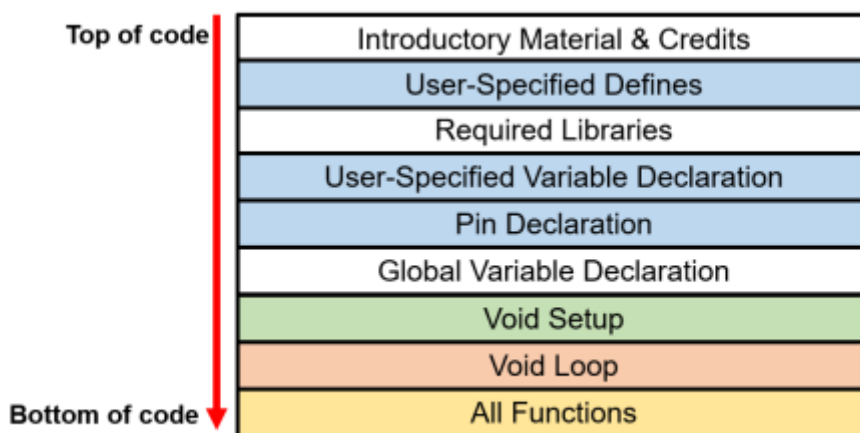 Top of code
Introductory Material & Credits
User-Specified Defines
Required Libraries
User-Specified Variable Declaration
Pin Declaration
Global Variable Declaration
Void Setup
Void Loop
Bottom of code
All Functions